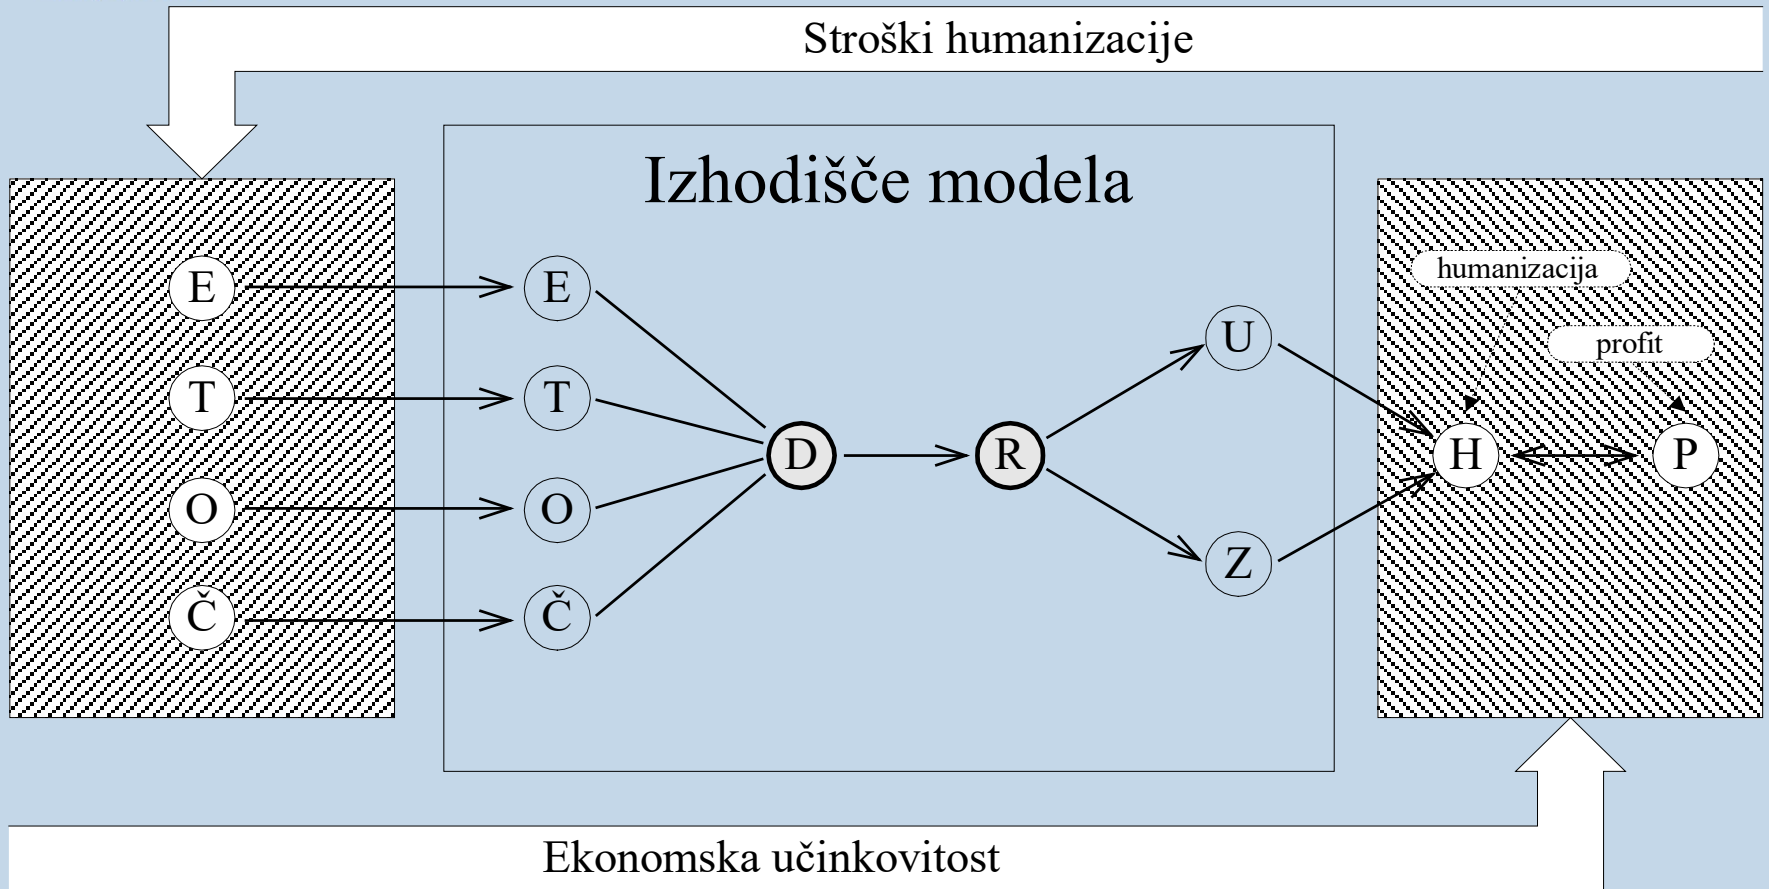 Stroški humanizacije
Izhodišče modela
E
T
O
Č
E
T
O
Č
D
R
U
Z
humanizacija
profit
H
P
Ekonomska učinkovitost